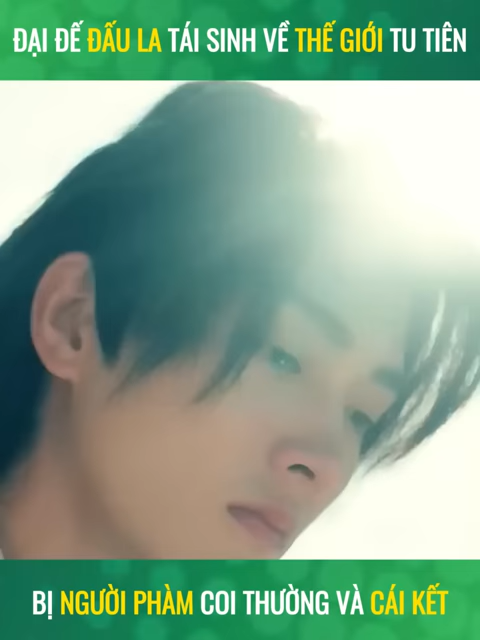 ĐẠI ĐẾ ĐẤU LA TÁI SINH VỀ THẾ GIỚI TU TIÊN
BỊ NGƯỜI PHÀM COI THƯỜNG VÀ CÁI KẾT